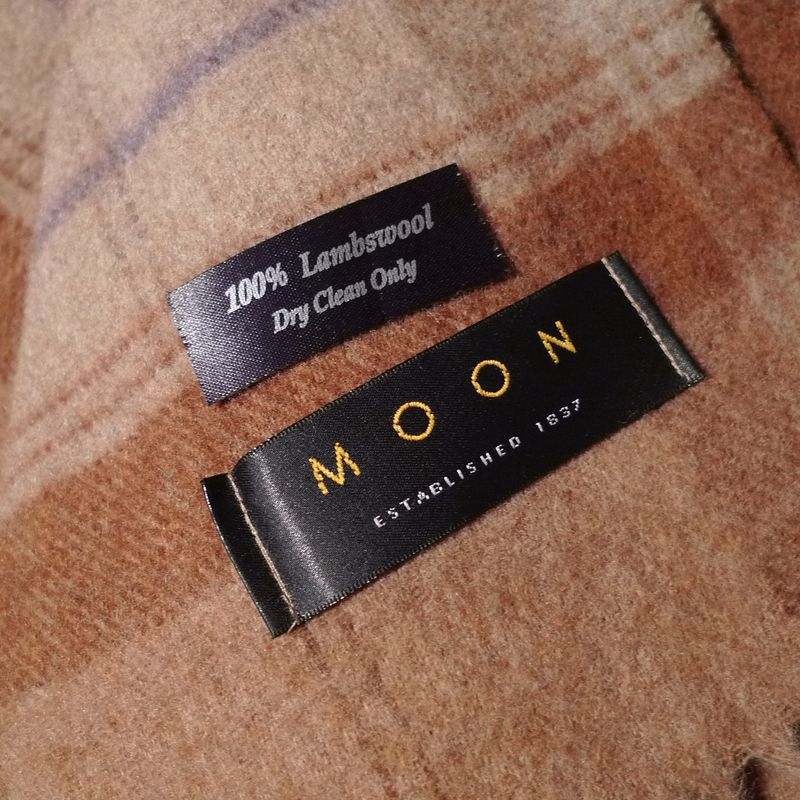 100% Lambswool
Dry Clean Only
MOON
ESTABLISHED 1837